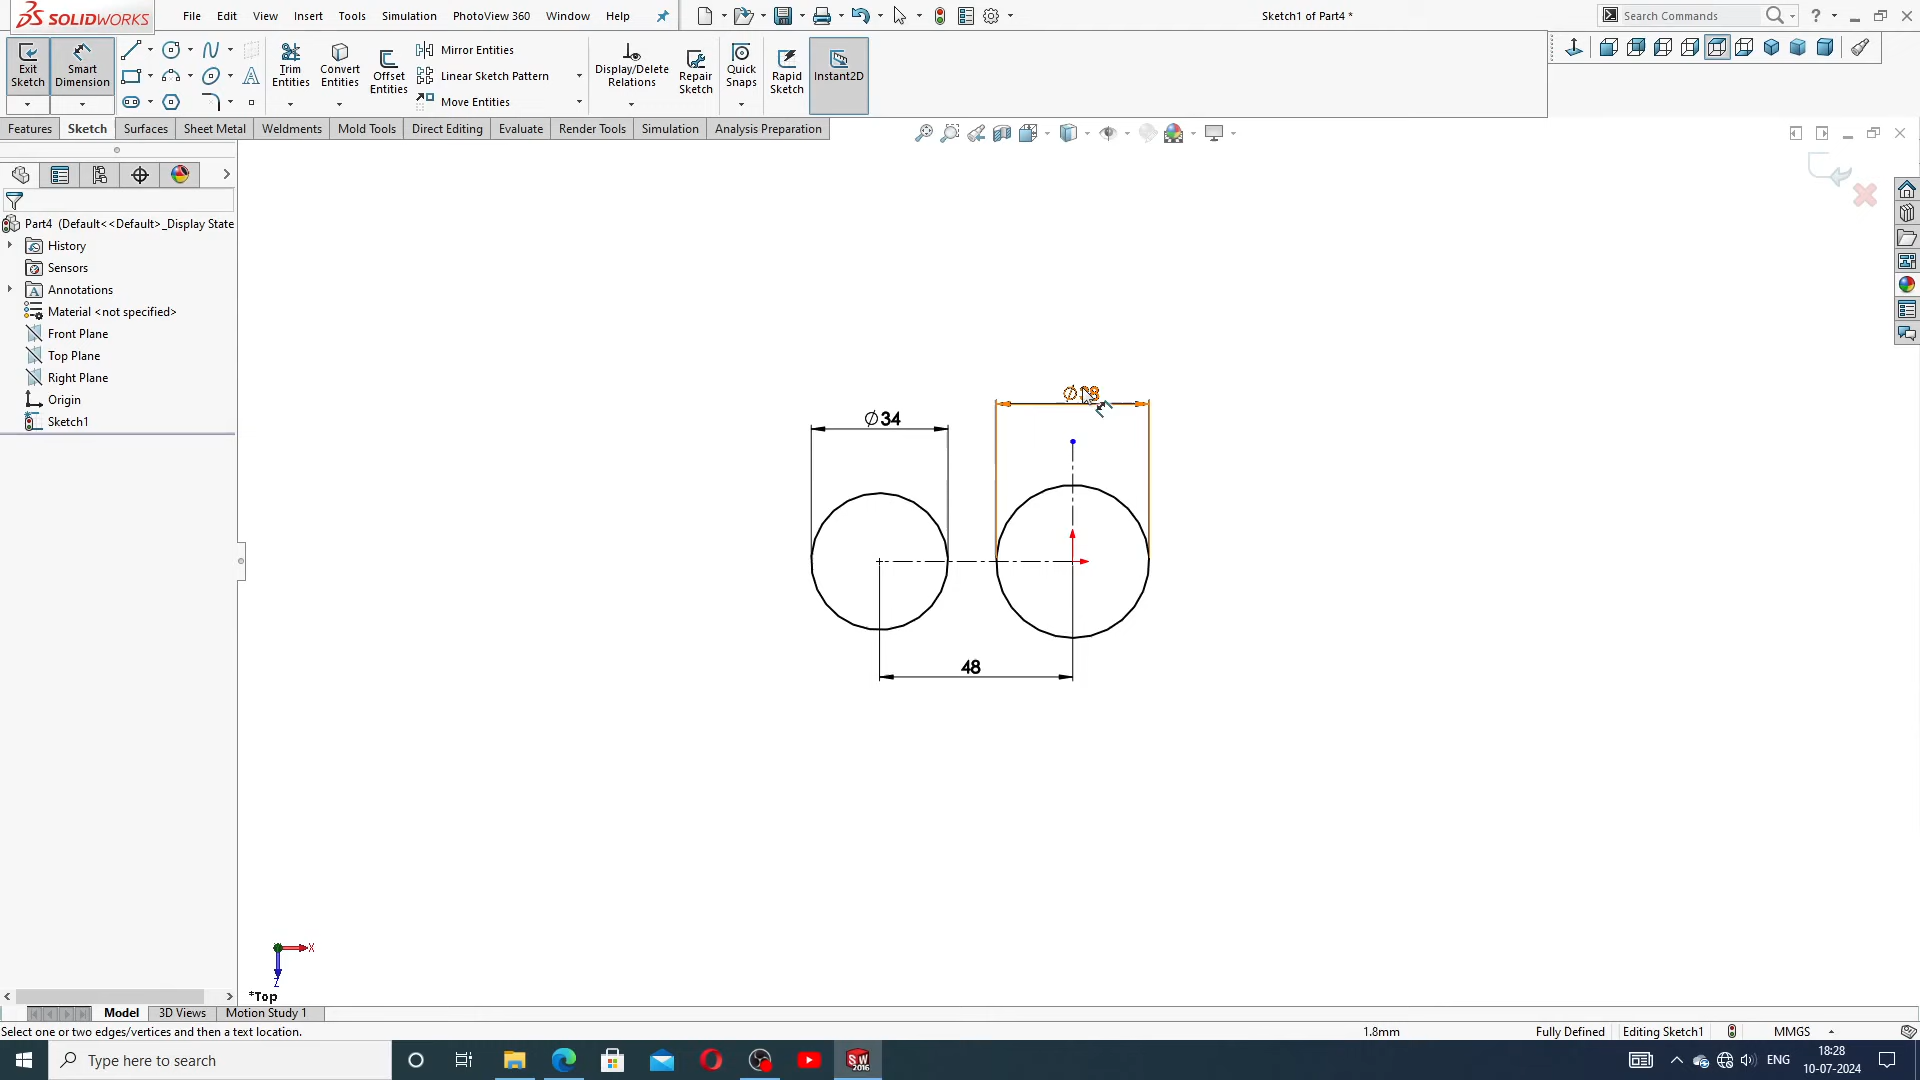 SOLIDWORKS
File Edit View Insert Tools Simulation PhotoView 360 Window Help
Sketch1 of Part4 *
Search Commands
Exit Sketch
Smart Dimension
Trim Entities
Convert Entities
Offset Entities
Mirror Entities
Linear Sketch Pattern
Move Entities
Display/Delete Relations
Repair Sketch
Quick Snaps
Rapid Sketch
Instant2D
Features Sketch Surfaces Sheet Metal Weldments Mold Tools Direct Editing Evaluate Render Tools Simulation Analysis Preparation
Part4 (Default<<Default>_Display State
History
Sensors
Annotations
Material <not specified>
Front Plane
Top Plane
Right Plane
Origin
Sketch1
∅34
48
X
Z
*Top
Model 3D Views Motion Study 1
Select one or two edges/vertices and then a text location.
1.8mm Fully Defined Editing Sketch1 MMGS
Type here to search
SW
2016
ENG
18:28
10-07-2024